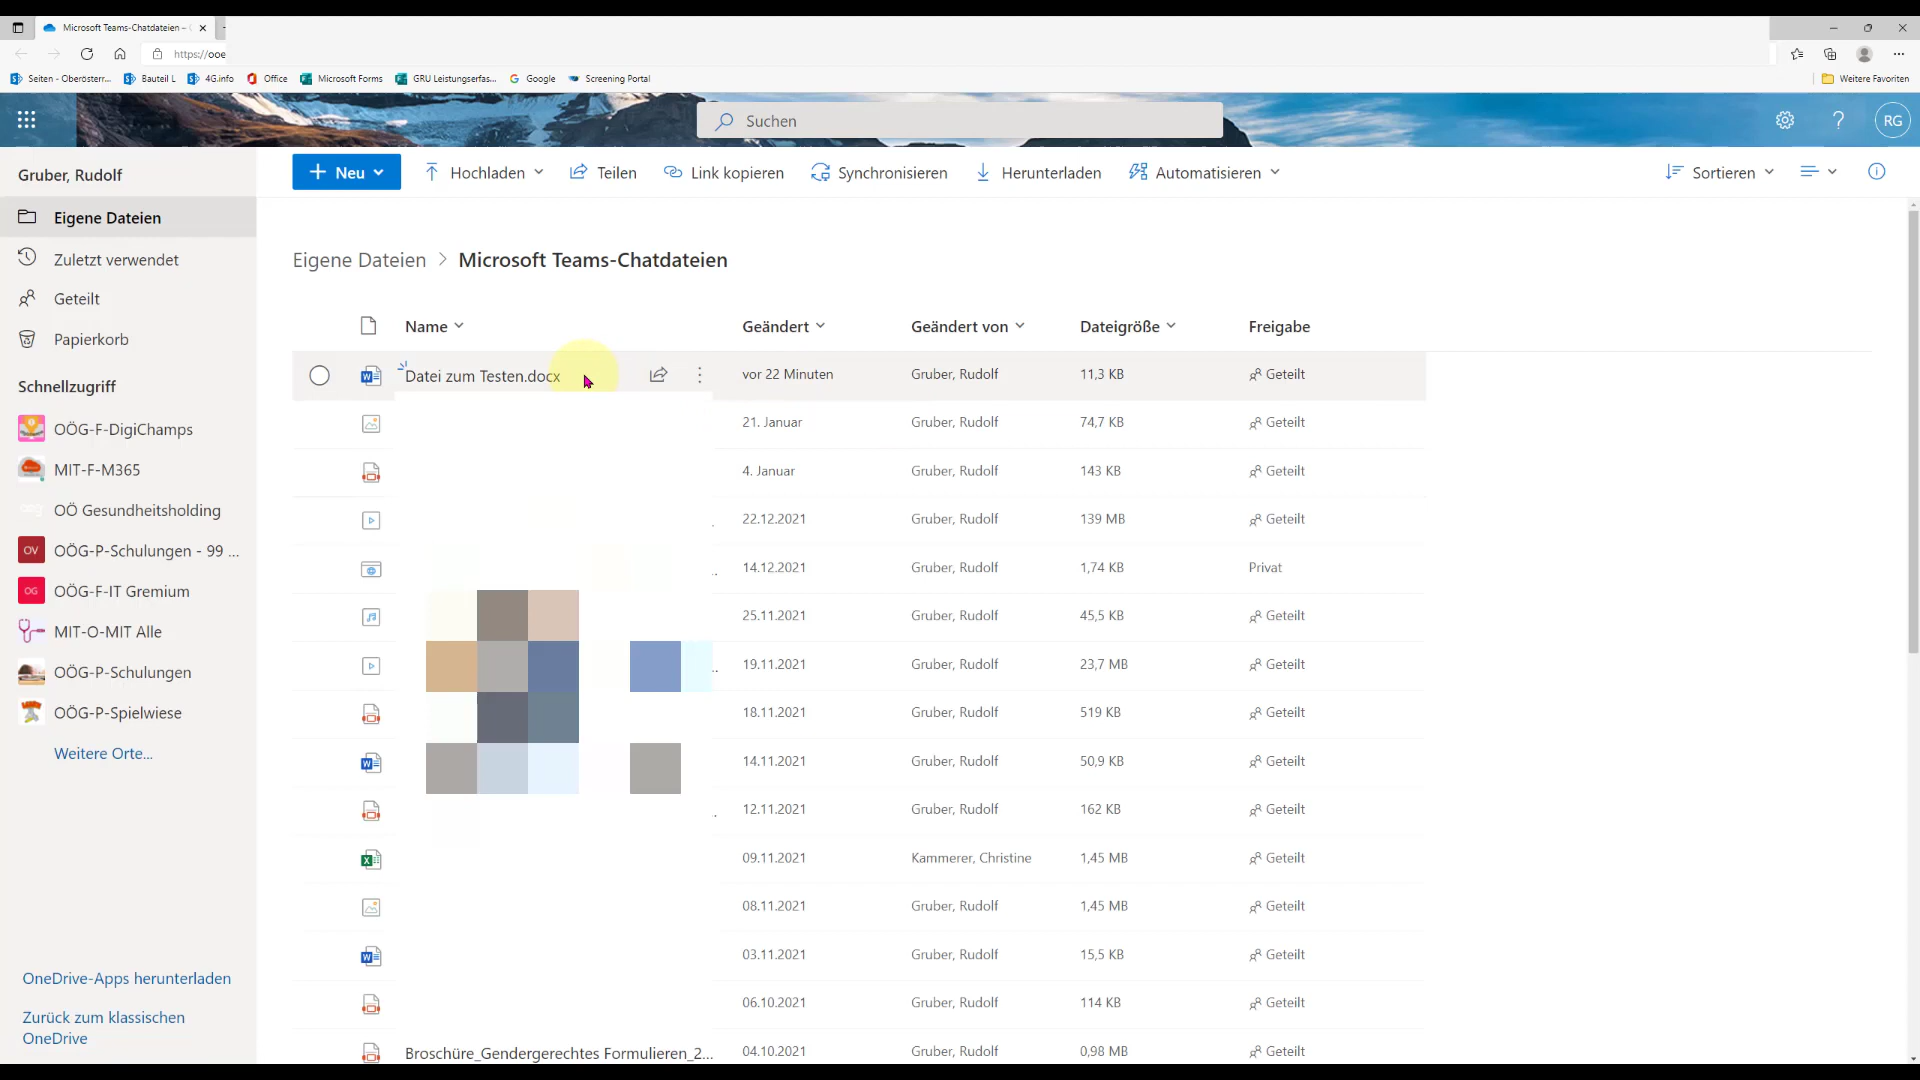 Microsoft Teams-Chatdateien –
https://ooe
Seiten - Oberösterr...
Bauteil L
4G.info
Office
Microsoft Forms
GRU Leistungserfas...
Google
Screening Portal
Weitere Favoriten
Suchen
?
RG
Gruber, Rudolf
Neu
Hochladen
Teilen
Link kopieren
Synchronisieren
Herunterladen
Automatisieren
Sortieren
Eigene Dateien
Zuletzt verwendet
Geteilt
Papierkorb
Schnellzugriff
OÖG-F-DigiChamps
MIT-F-M365
OÖ Gesundheitsholding
OV OÖG-P-Schulungen - 99 ...
OG OÖG-F-IT Gremium
MIT-O-MIT Alle
OÖG-P-Schulungen
OÖG-P-Spielwiese
Weitere Orte...
OneDrive-Apps herunterladen
Zurück zum klassischen
OneDrive
Eigene Dateien > Microsoft Teams-Chatdateien
Name Geändert Geändert von Dateigröße Freigabe
Datei zum Testen.docx vor 22 Minuten Gruber, Rudolf 11,3 KB Geteilt
21. Januar Gruber, Rudolf 74,7 KB Geteilt
4. Januar Gruber, Rudolf 143 KB Geteilt
22.12.2021 Gruber, Rudolf 139 MB Geteilt
14.12.2021 Gruber, Rudolf 1,74 KB Privat
25.11.2021 Gruber, Rudolf 45,5 KB Geteilt
19.11.2021 Gruber, Rudolf 23,7 MB Geteilt
18.11.2021 Gruber, Rudolf 519 KB Geteilt
14.11.2021 Gruber, Rudolf 50,9 KB Geteilt
12.11.2021 Gruber, Rudolf 162 KB Geteilt
09.11.2021 Kammerer, Christine 1,45 MB Geteilt
08.11.2021 Gruber, Rudolf 1,45 MB Geteilt
03.11.2021 Gruber, Rudolf 15,5 KB Geteilt
06.10.2021 Gruber, Rudolf 114 KB Geteilt
Broschüre_Gendergerechtes Formulieren_2... 04.10.2021 Gruber, Rudolf 0,98 MB Geteilt